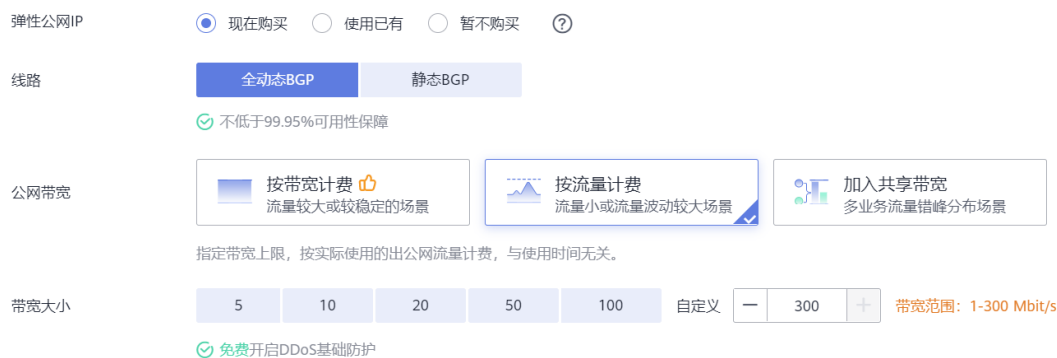 弹性公网IP 现在购买 使用已有 暂不购买 ?
线路 全动态BGP 静态BGP
不低于99.95%可用性保障
公网带宽 按带宽计费 按流量计费 加入共享带宽
流量较大或较稳定的场景 流量小或流量波动较大场景 多业务流量错峰分布场景
指定带宽上限，按实际使用的出公网流量计费，与使用时间无关。
带宽大小 5 10 20 50 100 自定义 — 300 + 带宽范围：1-300 Mbit/s
免费开启DDoS基础防护